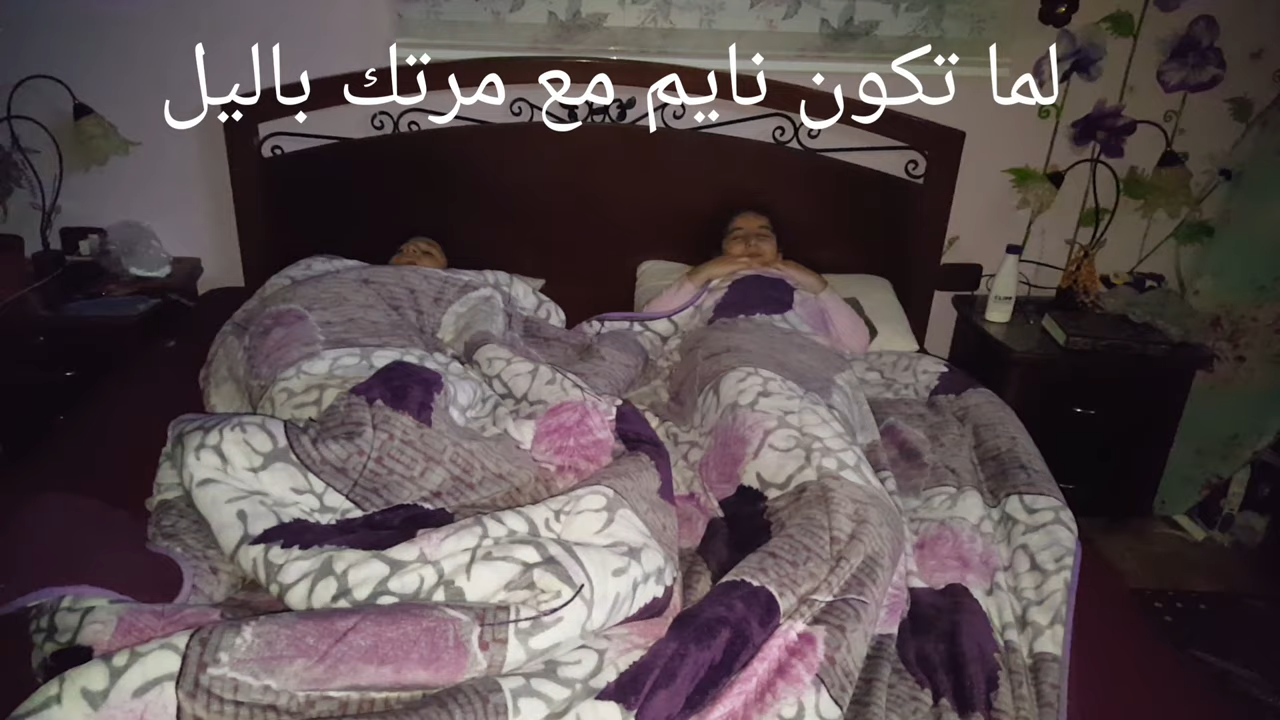 لما تكون نايم مع مرتك باليل